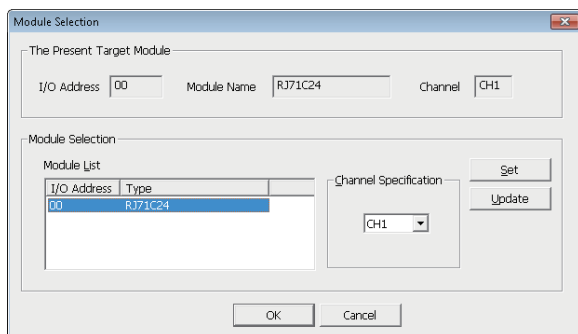 Module Selection
The Present Target Module
I/O Address 00 Module Name RJ71C24 Channel CH1
Module Selection
Module List
I/O Address Type
00 RJ71C24
Channel Specification
CH1
Set
Update
OK Cancel